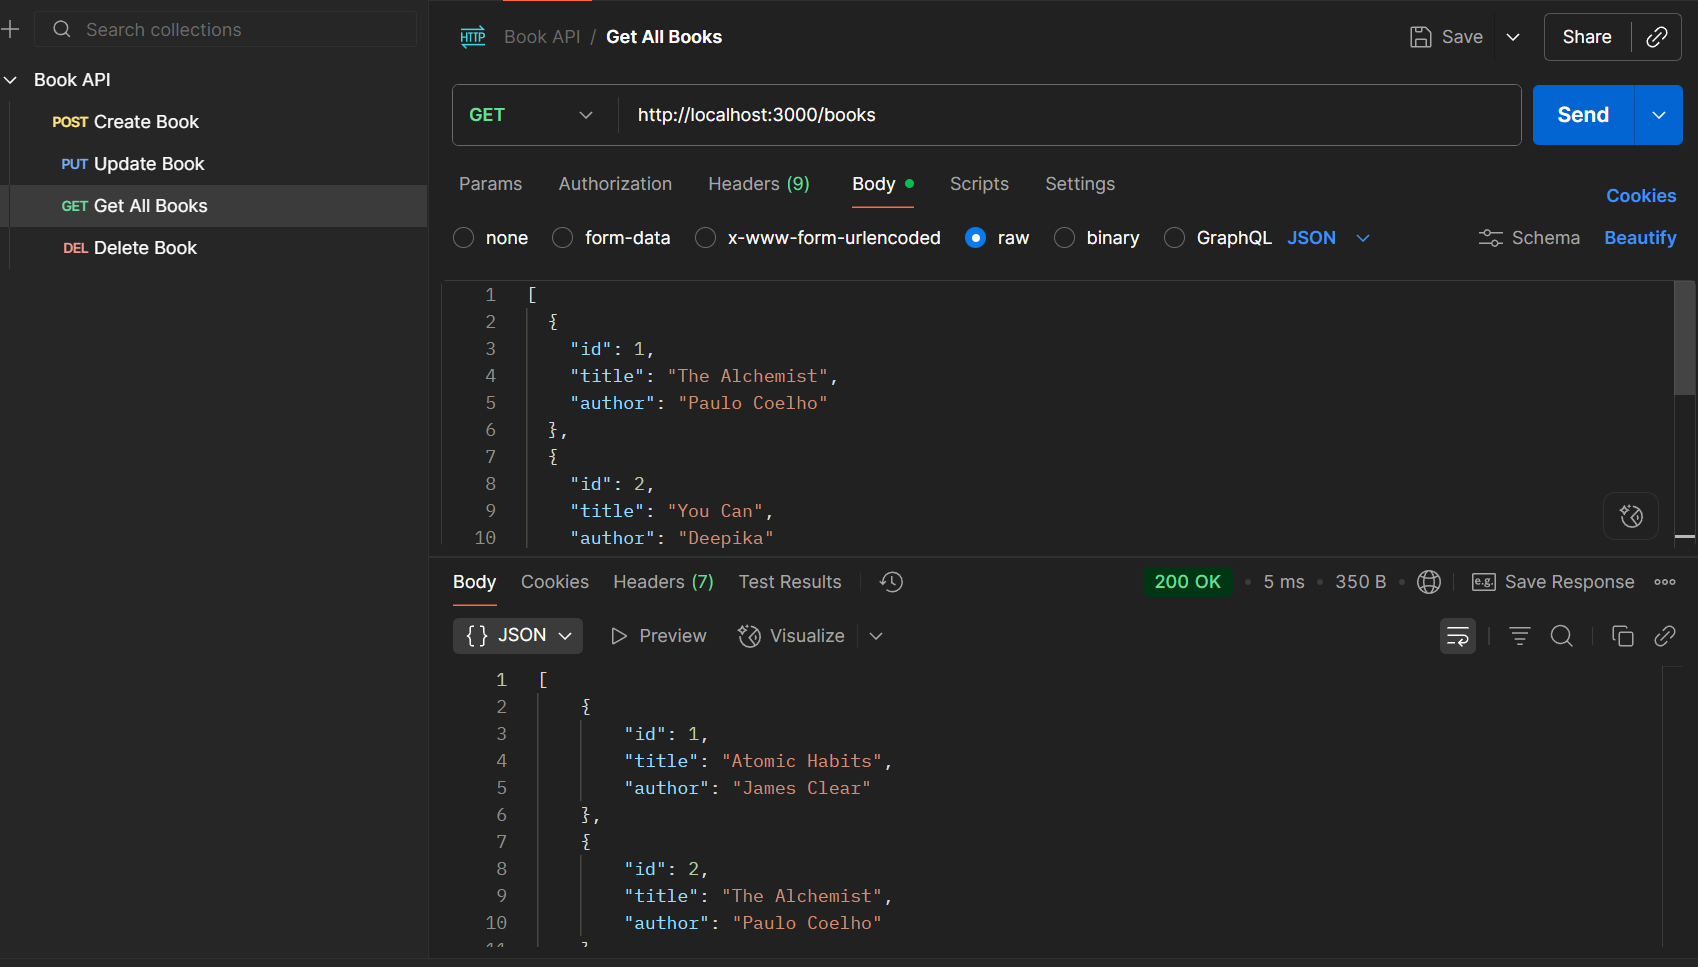 Search collections
Book API
POST Create Book
PUT Update Book
GET Get All Books
DEL Delete Book
HTTP Book API / Get All Books
Save
Share
GET http://localhost:3000/books
Send
Params Authorization Headers (9) Body Scripts Settings
Cookies
none form-data x-www-form-urlencoded raw binary GraphQL JSON
Schema Beautify
1 [
2 {
3 "id": 1,
4 "title": "The Alchemist",
5 "author": "Paulo Coelho"
6 },
7 {
8 "id": 2,
9 "title": "You Can",
10 "author": "Deepika"
Body Cookies Headers (7) Test Results
200 OK • 5 ms • 350 B • e.g. Save Response
{} JSON Preview Visualize
1 [
2 {
3 "id": 1,
4 "title": "Atomic Habits",
5 "author": "James Clear"
6 },
7 {
8 "id": 2,
9 "title": "The Alchemist",
10 "author": "Paulo Coelho"